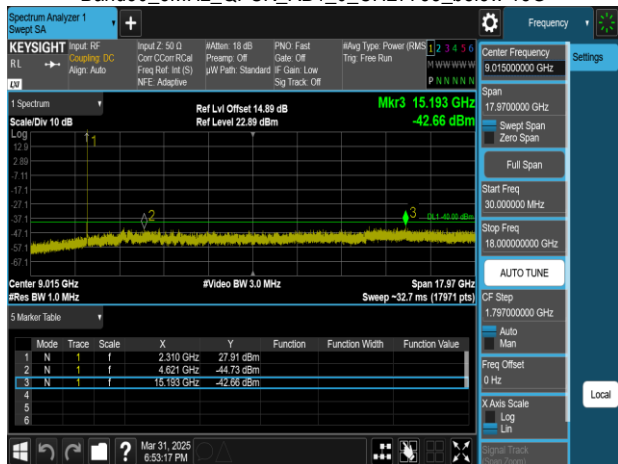 Spectrum Analyzer 1
Swept SA
+
Frequency
KEYSIGHT
RL
LXI
Input: RF
Coupling: DC
Align: Auto
Input Z: 50 Ω
Corr CCorr RCal
Freq Ref: Int (S)
NFE: Adaptive
#Atten: 18 dB
Preamp: Off
µW Path: Standard
PNO: Fast
Gate: Off
IF Gain: Low
Sig Track: Off
#Avg Type: Power (RMS
Trig: Free Run
1 2 3 4 5 6
M W W W W W
P N N N N N
Center Frequency
9.015000000 GHz
Settings
1 Spectrum
Scale/Div 10 dB
Ref Lvl Offset 14.89 dB
Ref Level 22.89 dBm
Mkr3 15.193 GHz
-42.66 dBm
Log
12.9
2.89
-7.11
-17.1
-27.1
-37.1
-47.1
-57.1
-67.1
1
2
3
DL1 -40.00 dBm
Center 9.015 GHz
#Res BW 1.0 MHz
#Video BW 3.0 MHz
Span 17.97 GHz
Sweep ~32.7 ms (17971 pts)
Span
17.9700000 GHz
Swept Span
Zero Span
Full Span
Start Freq
30.000000 MHz
Stop Freq
18.00000000 GHz
AUTO TUNE
CF Step
1.797000000 GHz
Auto
Man
Freq Offset
0 Hz
X Axis Scale
Log
Lin
Signal Track
(Span Zoom)
Local
5 Marker Table
Mode Trace Scale X Y Function Function Width Function Value
1 N 1 f 2.310 GHz 27.91 dBm
2 N 1 f 4.621 GHz -44.73 dBm
3 N 1 f 15.193 GHz -42.66 dBm
4
5
6
?
Mar 31, 2025
6:53:17 PM